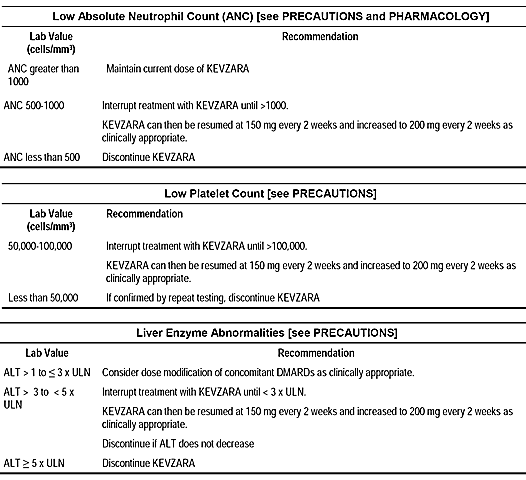 Low Absolute Neutrophil Count (ANC) [see PRECAUTIONS and PHARMACOLOGY]
Lab Value Recommendation
(cells/mm³)
ANC greater than Maintain current dose of KEVZARA
1000
ANC 500-1000 Interrupt treatment with KEVZARA until >1000.
KEVZARA can then be resumed at 150 mg every 2 weeks and increased to 200 mg every 2 weeks as
clinically appropriate.
ANC less than 500 Discontinue KEVZARA
Low Platelet Count [see PRECAUTIONS]
Lab Value Recommendation
(cells/mm³)
50,000-100,000 Interrupt treatment with KEVZARA until >100,000.
KEVZARA can then be resumed at 150 mg every 2 weeks and increased to 200 mg every 2 weeks as
clinically appropriate.
Less than 50,000 If confirmed by repeat testing, discontinue KEVZARA
Liver Enzyme Abnormalities [see PRECAUTIONS]
Lab Value Recommendation
ALT > 1 to ≤ 3 x ULN Consider dose modification of concomitant DMARDs as clinically appropriate.
ALT > 3 to < 5 x Interrupt treatment with KEVZARA until < 3 x ULN.
ULN
KEVZARA can then be resumed at 150 mg every 2 weeks and increased to 200 mg every 2 weeks as
clinically appropriate.
Discontinue if ALT does not decrease
ALT ≥ 5 x ULN Discontinue KEVZARA